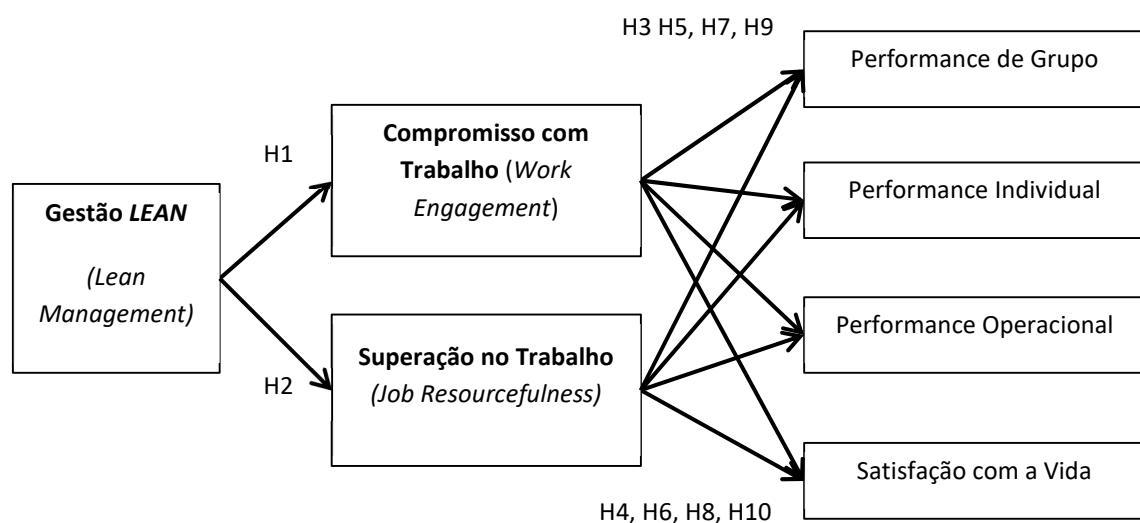 H3 H5, H7, H9
Performance de Grupo
Compromisso com
Trabalho (Work
Engagement)
H1
Performance Individual
Gestão LEAN
(Lean
Management)
Performance Operacional
Superação no Trabalho
(Job Resourcefulness)
H2
Satisfação com a Vida
H4, H6, H8, H10